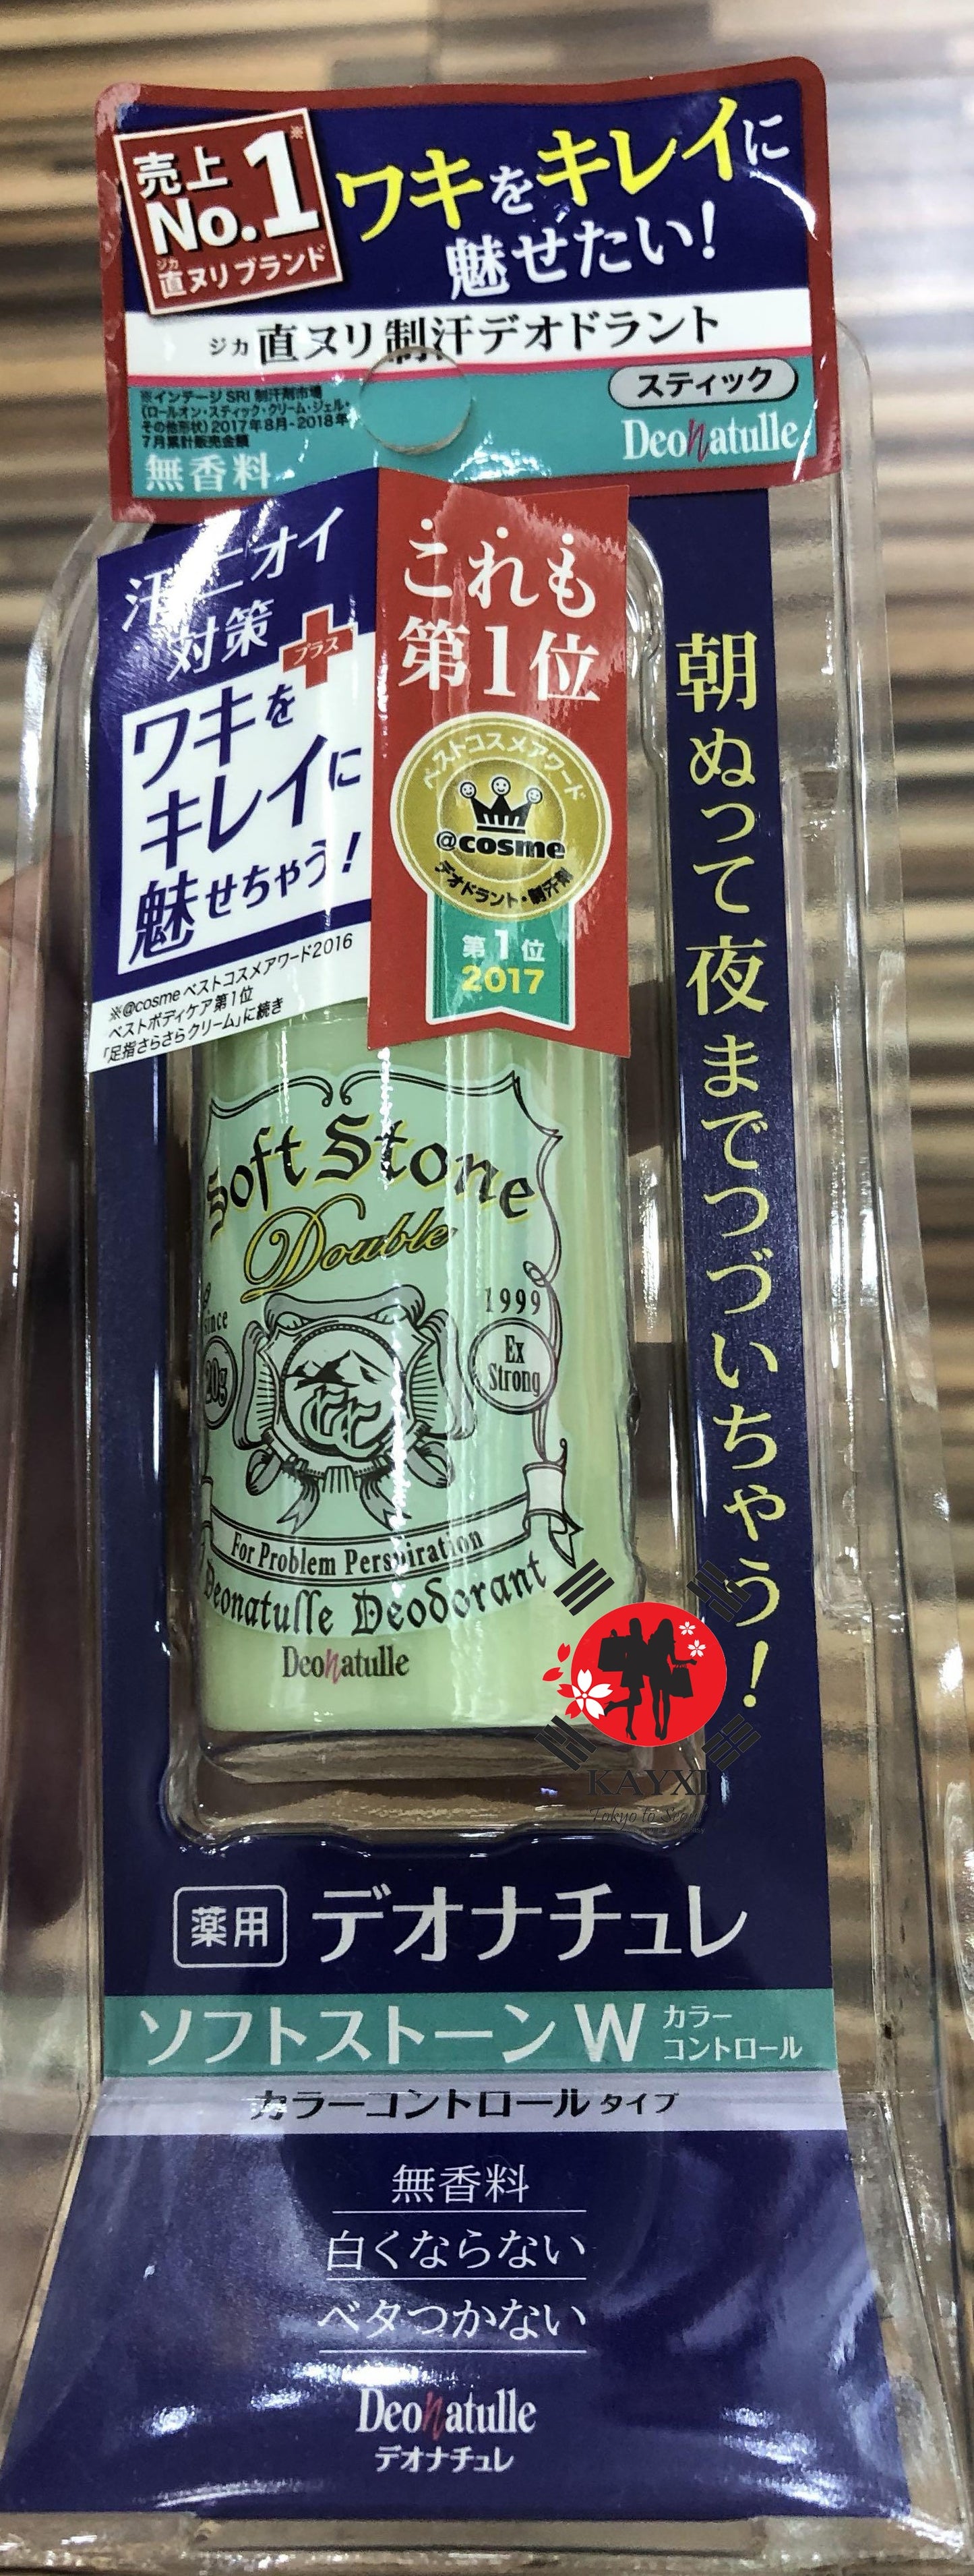 売上
No.1※
ジカ
直ヌリブランド
ワキをキレイに
魅せたい!
ジカ 直ヌリ制汗デオドラント
※インテージ SRI 制汗剤市場
(ロールオン・スティック・クリーム・ジェル・
その他形状)2017年8月-2018年
7月累計販売金額
無香料
スティック
Deonatulle
汗ニオイ
対策
プラス
ワキを
キレイに
魅せちゃう!
※@cosme ベストコスメアワード2016
ベストボディケア第1位
「足指さらさらクリーム」に続き
これも
第1位
ベストコスメアワード
@cosme
デオドラント・制汗剤
第1位
2017
朝ぬって夜までつづいちゃう!
Soft Stone
Double
since
1999
20g
Ex
Strong
For Problem Perspiration
Deonatulle Deodorant
Deonatulle
KAYXI
Tokyo to Seoul
薬用 デオナチュレ
ソフトストーンW カラー
コントロール
カラーコントロールタイプ
無香料
白くならない
ベタつかない
Deonatulle
デオナチュレ